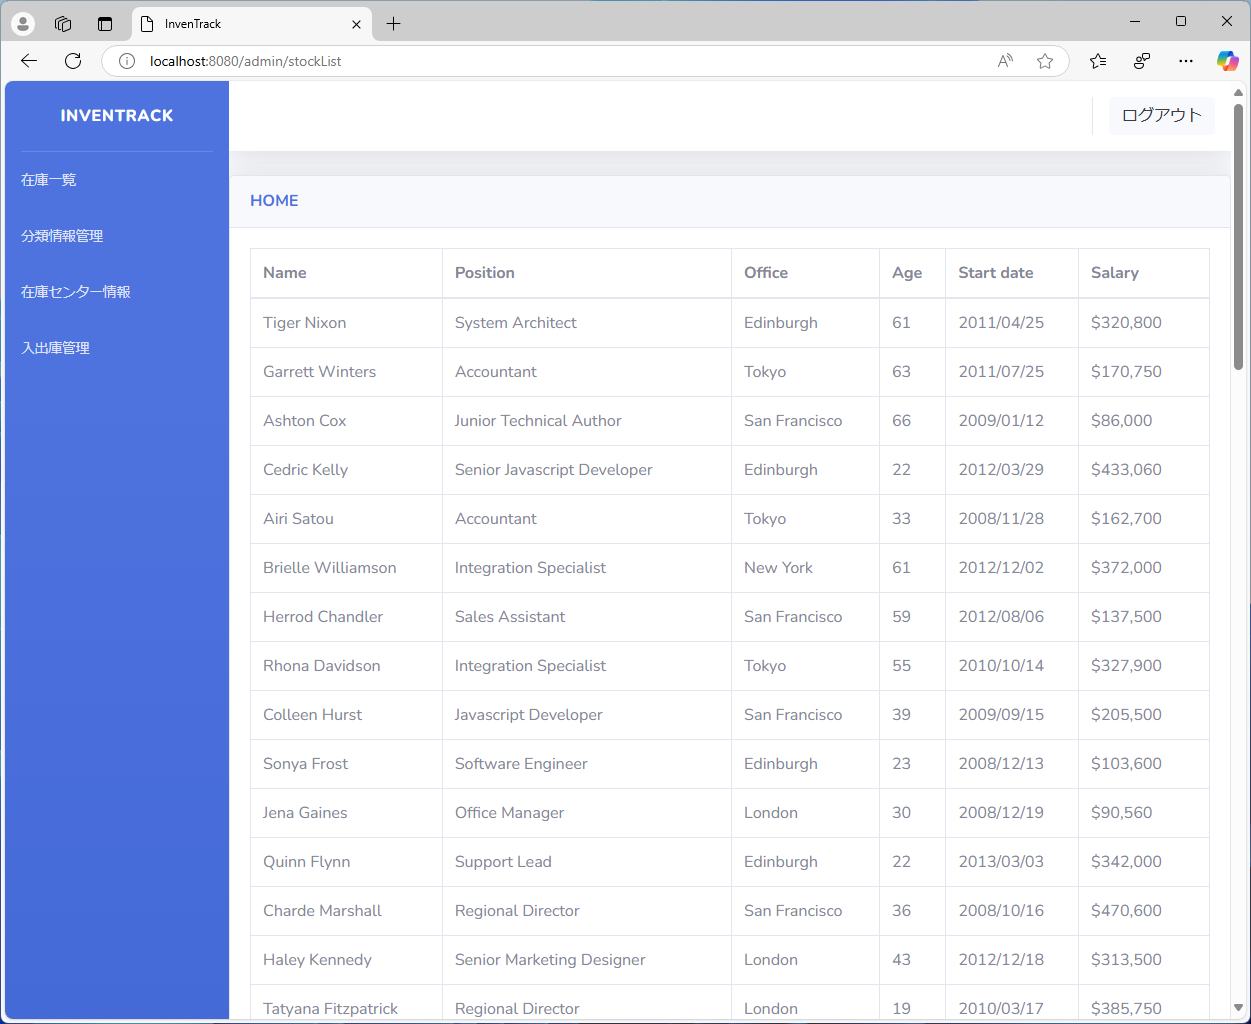 InvenTrack
localhost:8080/admin/stockList
INVENTRACK
ログアウト
在庫一覧
分類情報管理
在庫センター情報
入出庫管理
HOME
Name Position Office Age Start date Salary
Tiger Nixon System Architect Edinburgh 61 2011/04/25 $320,800
Garrett Winters Accountant Tokyo 63 2011/07/25 $170,750
Ashton Cox Junior Technical Author San Francisco 66 2009/01/12 $86,000
Cedric Kelly Senior Javascript Developer Edinburgh 22 2012/03/29 $433,060
Airi Satou Accountant Tokyo 33 2008/11/28 $162,700
Brielle Williamson Integration Specialist New York 61 2012/12/02 $372,000
Herrod Chandler Sales Assistant San Francisco 59 2012/08/06 $137,500
Rhona Davidson Integration Specialist Tokyo 55 2010/10/14 $327,900
Colleen Hurst Javascript Developer San Francisco 39 2009/09/15 $205,500
Sonya Frost Software Engineer Edinburgh 23 2008/12/13 $103,600
Jena Gaines Office Manager London 30 2008/12/19 $90,560
Quinn Flynn Support Lead Edinburgh 22 2013/03/03 $342,000
Charde Marshall Regional Director San Francisco 36 2008/10/16 $470,600
Haley Kennedy Senior Marketing Designer London 43 2012/12/18 $313,500
Tatyana Fitzpatrick Regional Director London 19 2010/03/17 $385,750